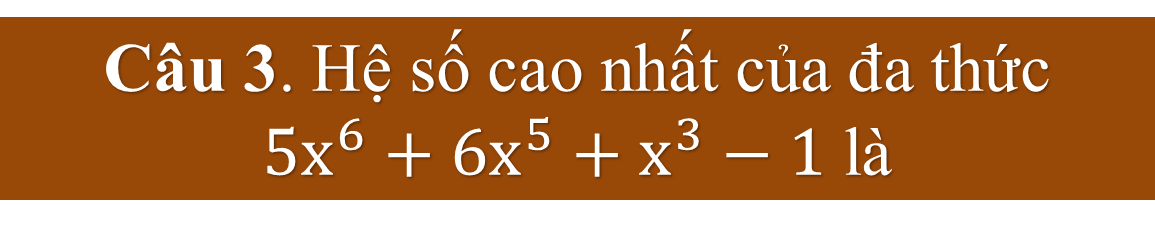 Câu 3. Hệ số cao nhất của đa thức
5x⁶ + 6x⁵ + x³ − 1 là